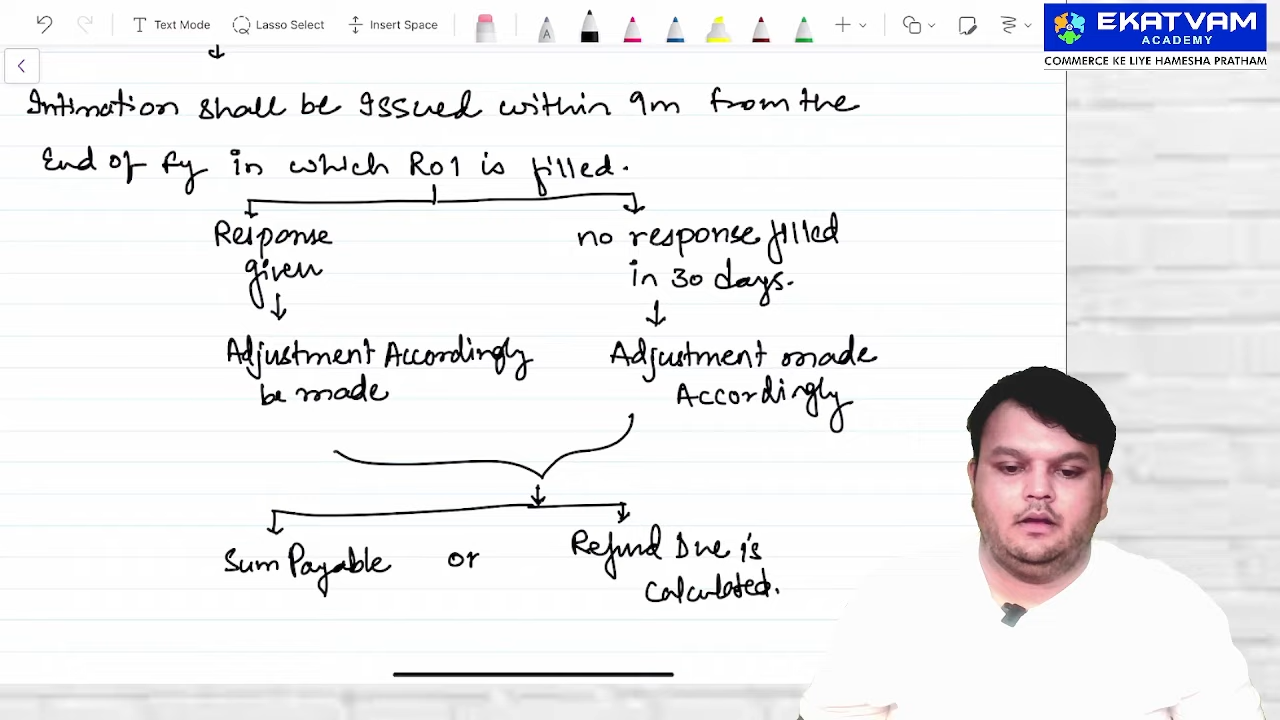 Text Mode
Lasso Select
Insert Space
EKATVAM
ACADEMY
COMMERCE KE LIYE HAMESHA PRATHAM
Intimation shall be Issued within 9m from the
End of fy in which RoI is filled.
Response
given
no response filled
in 30 days.
Adjustment Accordingly
be made
Adjustment made
Accordingly
Sum Payable or Refund Due is
calculated.